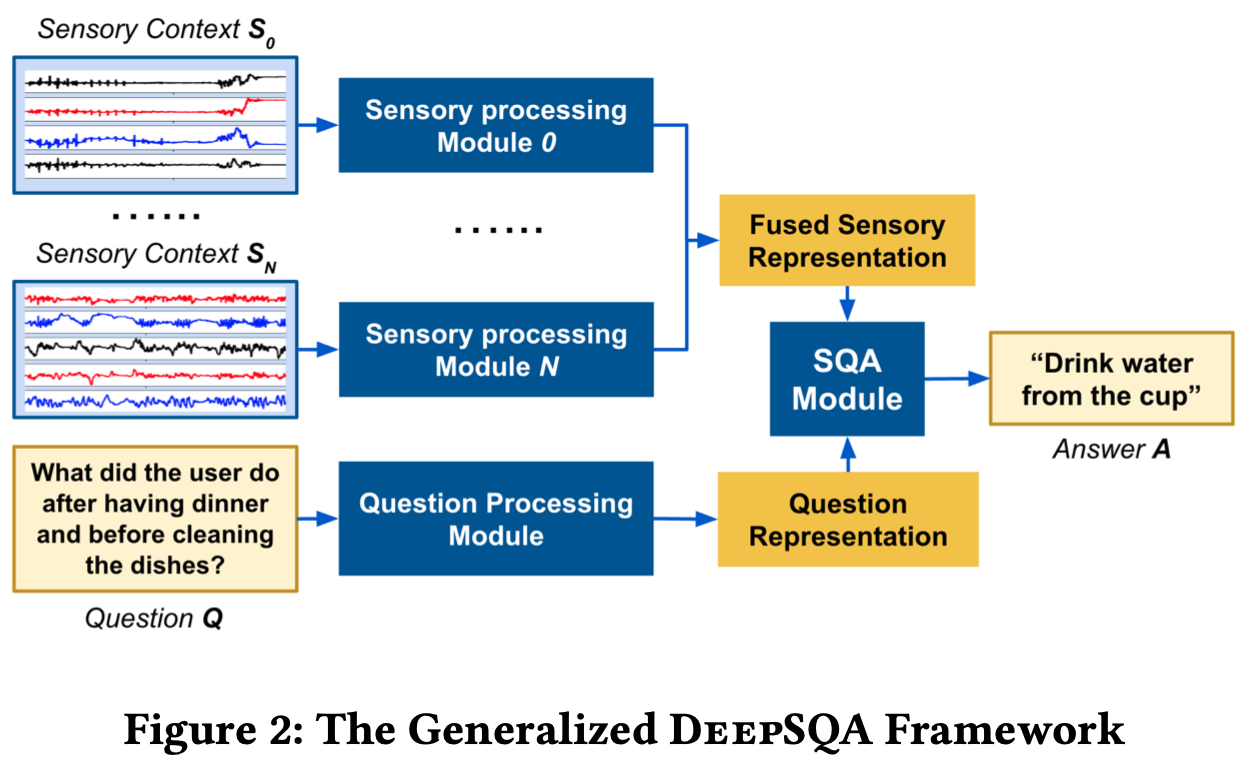 Sensory Context S0
Sensory processing
Module 0
......
......
Sensory Context SN
Sensory processing
Module N
Fused Sensory
Representation
SQA
Module
“Drink water
from the cup”
Answer A
What did the user do
after having dinner
and before cleaning
the dishes?
Question Q
Question Processing
Module
Question
Representation
Figure 2: The Generalized DeepSQA Framework